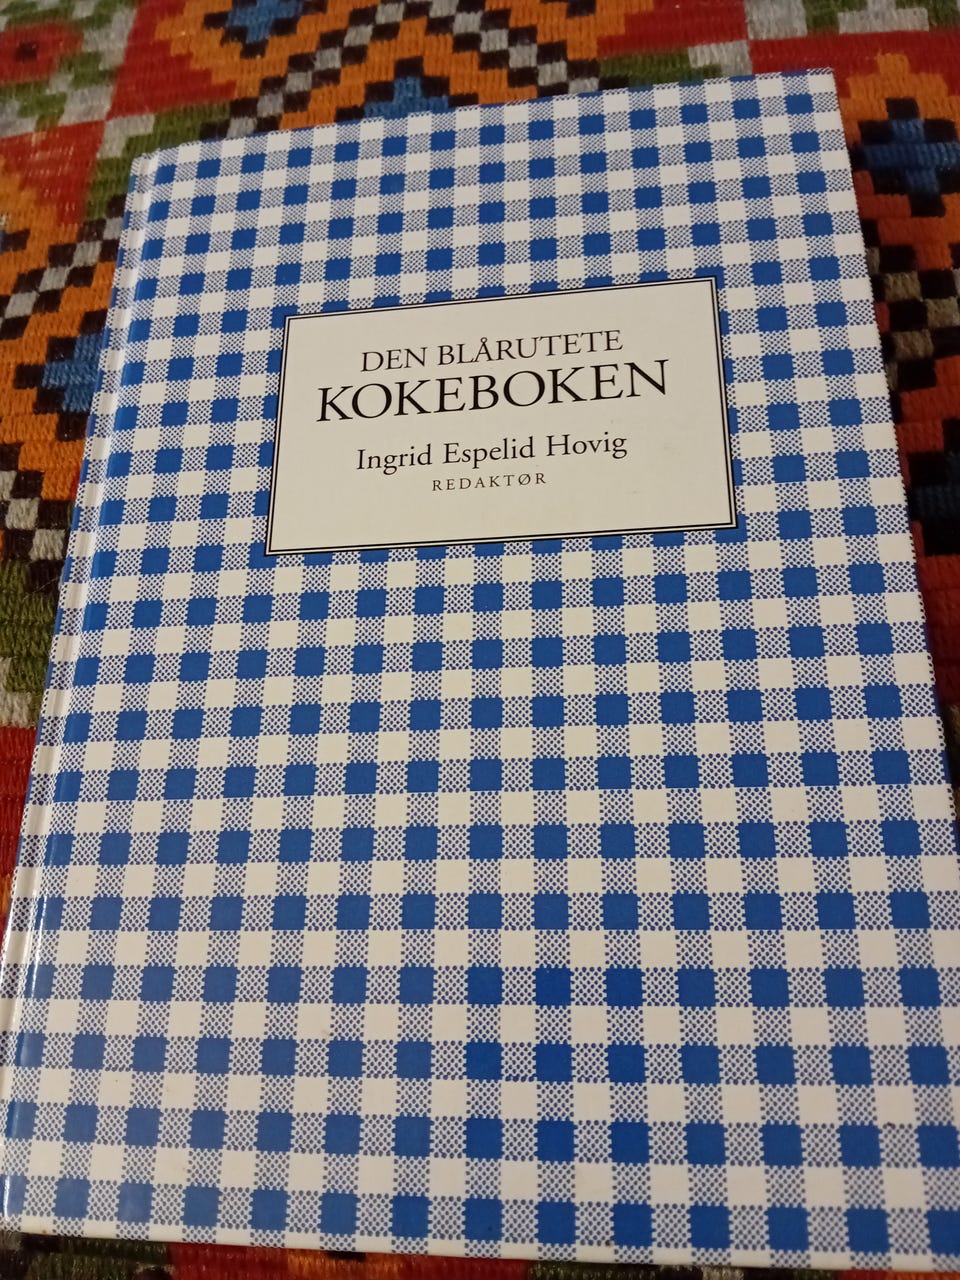 DEN BLÅRUTETE
KOKEBOKEN
Ingrid Espelid Hovig
REDAKTØR